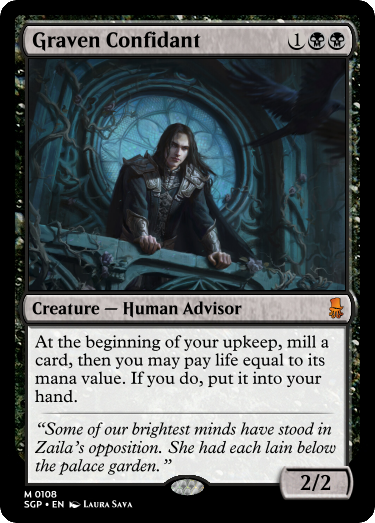 Graven Confidant 1
Creature — Human Advisor
At the beginning of your upkeep, mill a
card, then you may pay life equal to its
mana value. If you do, put it into your
hand.
“Some of our brightest minds have stood in
Zaila’s opposition. She had each lain below
the palace garden.”
2/2
M 0108
SGP • EN Laura Sava